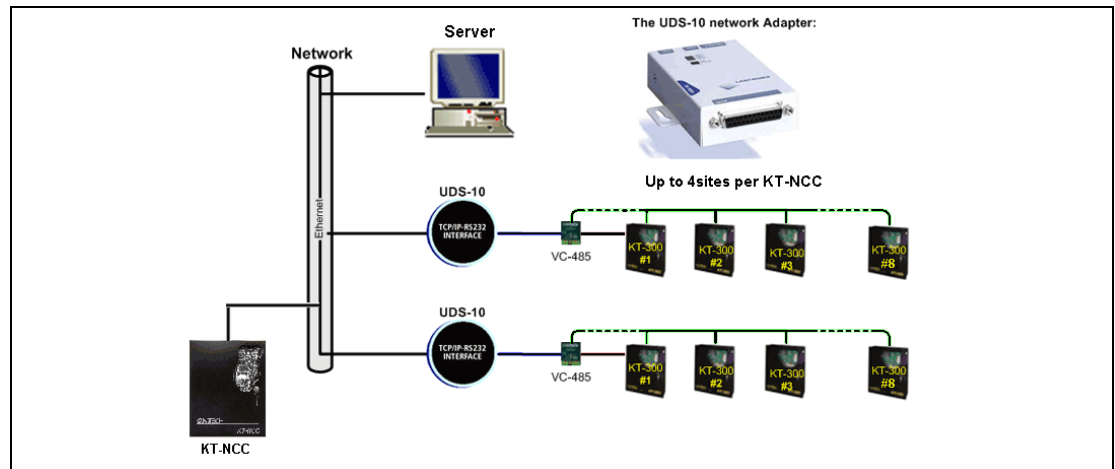 The UDS-10 network Adapter:
Server
Network
Ethernet
Up to 4sites per KT-NCC
UDS-10
TCP/IP-RS232
INTERFACE
VC-485
KT-300
#1
KT-300
#2
KT-300
#3
KT-300
#8
UDS-10
TCP/IP-RS232
INTERFACE
VC-485
KT-300
#1
KT-300
#2
KT-300
#3
KT-300
#8
KT-NCC
KT-NCC